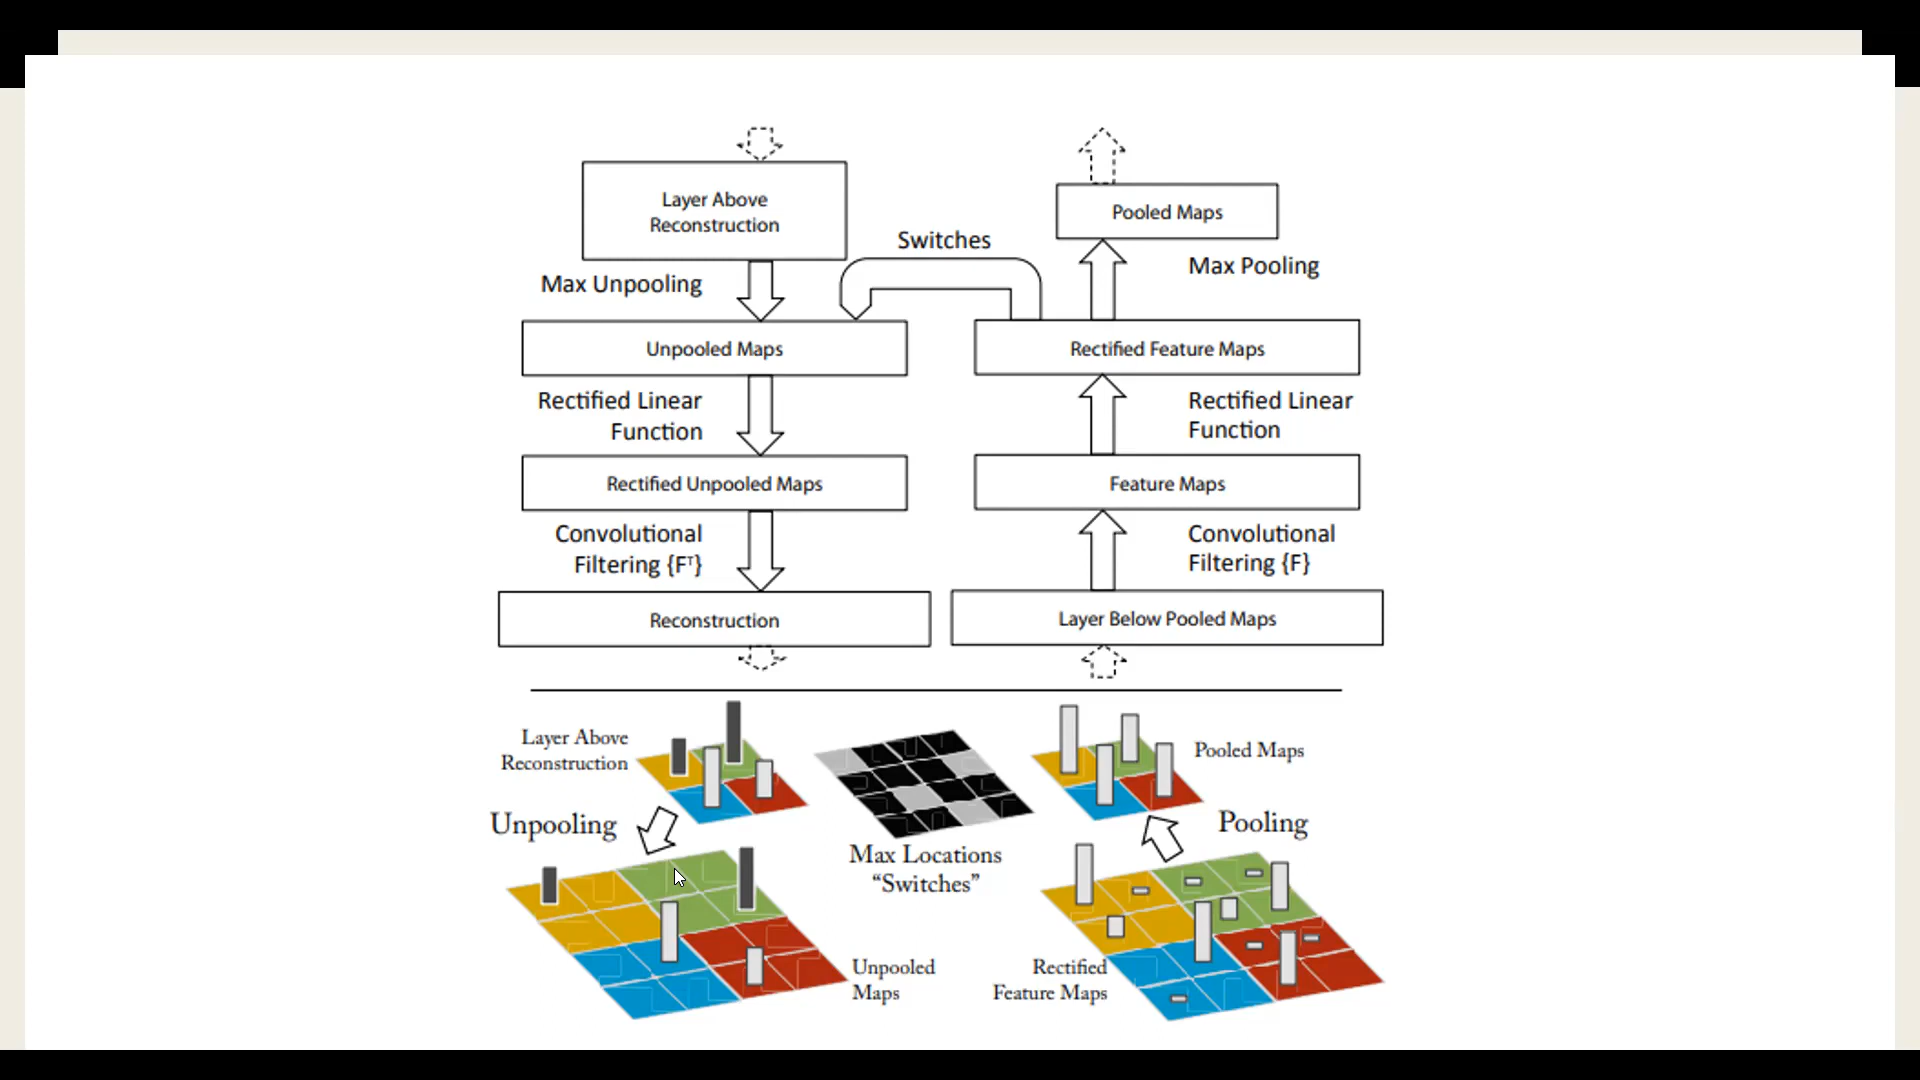 Layer Above
Reconstruction
Max Unpooling
Unpooled Maps
Rectified Linear
Function
Rectified Unpooled Maps
Convolutional
Filtering {Fᵀ}
Reconstruction
Switches
Pooled Maps
Max Pooling
Rectified Feature Maps
Rectified Linear
Function
Feature Maps
Convolutional
Filtering {F}
Layer Below Pooled Maps
Layer Above
Reconstruction
Unpooling
Unpooled
Maps
Max Locations
“Switches”
Pooled Maps
Pooling
Rectified
Feature Maps